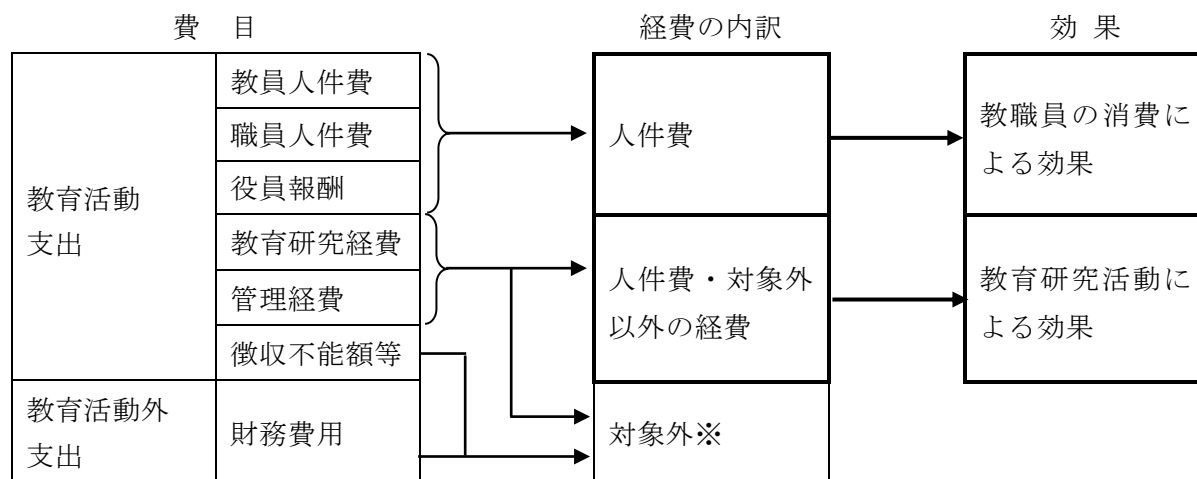 費 目
経費の内訳
効 果
教育活動
支出
教員人件費
職員人件費
役員報酬
教育研究経費
管理経費
徴収不能額等
教育活動外
支出
財務費用
人件費
人件費・対象外
以外の経費
対象外※
教職員の消費に
よる効果
教育研究活動に
よる効果